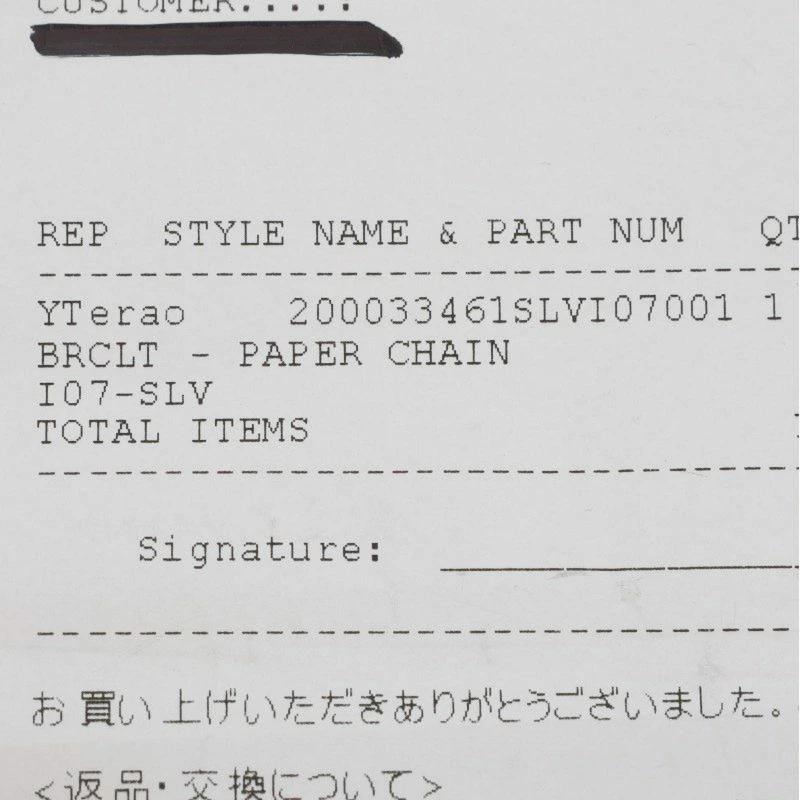 CUSTOMER.....
REP STYLE NAME & PART NUM QT
YTerao 200033461SLVI07001 1
BRCLT - PAPER CHAIN
I07-SLV
TOTAL ITEMS
Signature:
お買い上げいただきありがとうございました。
<返品・交換について>